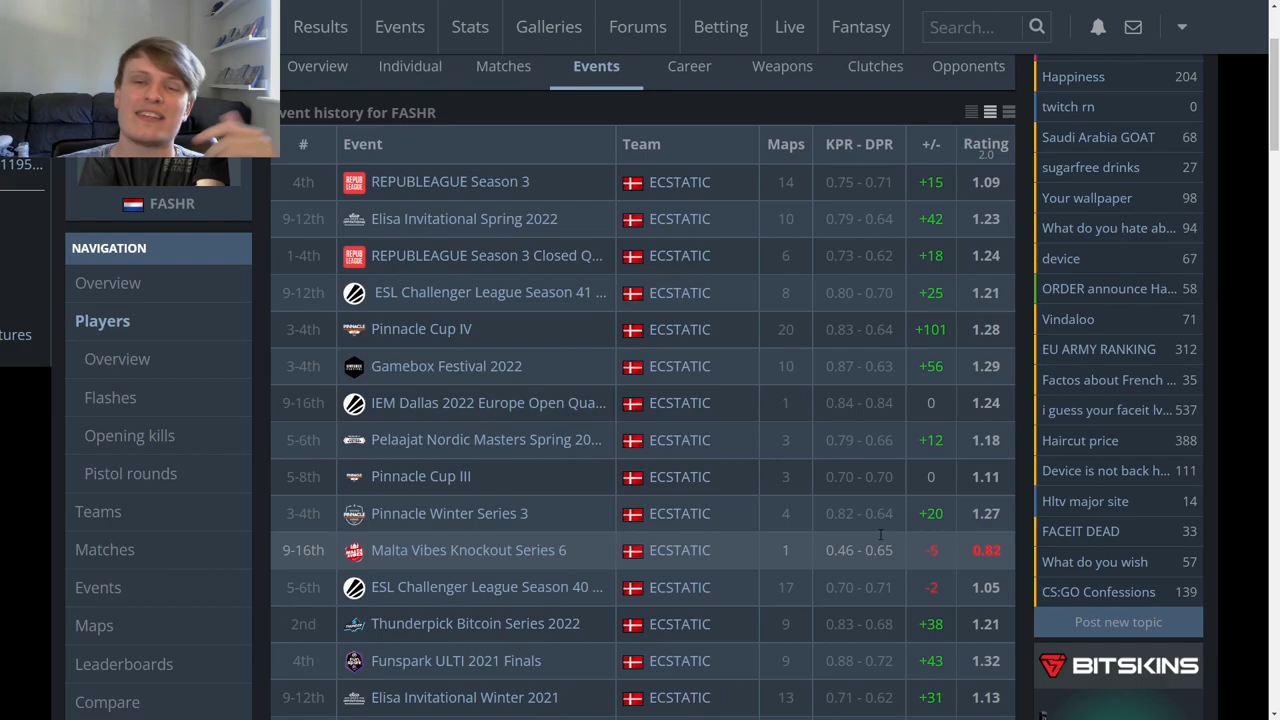 Results Events Stats Galleries Forums Betting Live Fantasy Search...
Overview Individual Matches Events Career Weapons Clutches Opponents
vent history for FASHR
# Event Team Maps KPR - DPR +/- Rating 2.0
4th REPUBLEAGUE Season 3 ECSTATIC 14 0.75 - 0.71 +15 1.09
9-12th Elisa Invitational Spring 2022 ECSTATIC 10 0.79 - 0.64 +42 1.23
1-4th REPUBLEAGUE Season 3 Closed Q... ECSTATIC 6 0.73 - 0.62 +18 1.24
9-12th ESL Challenger League Season 41 ... ECSTATIC 8 0.80 - 0.70 +25 1.21
3-4th Pinnacle Cup IV ECSTATIC 20 0.83 - 0.64 +101 1.28
3-4th Gamebox Festival 2022 ECSTATIC 10 0.87 - 0.63 +56 1.29
9-16th IEM Dallas 2022 Europe Open Qua... ECSTATIC 1 0.84 - 0.84 0 1.24
5-6th Pelaajat Nordic Masters Spring 20... ECSTATIC 3 0.79 - 0.66 +12 1.18
5-8th Pinnacle Cup III ECSTATIC 3 0.70 - 0.70 0 1.11
3-4th Pinnacle Winter Series 3 ECSTATIC 4 0.82 - 0.64 +20 1.27
9-16th Malta Vibes Knockout Series 6 ECSTATIC 1 0.46 - 0.65 -5 0.82
5-6th ESL Challenger League Season 40 ... ECSTATIC 17 0.70 - 0.71 -2 1.05
2nd Thunderpick Bitcoin Series 2022 ECSTATIC 9 0.83 - 0.68 +38 1.21
4th Funspark ULTI 2021 Finals ECSTATIC 9 0.88 - 0.72 +43 1.32
9-12th Elisa Invitational Winter 2021 ECSTATIC 13 0.71 - 0.62 +31 1.13
1195...
tures
FASHR
NAVIGATION
Overview
Players
Overview
Flashes
Opening kills
Pistol rounds
Teams
Matches
Events
Maps
Leaderboards
Compare
Happiness 204
twitch rn 0
Saudi Arabia GOAT 68
sugarfree drinks 27
Your wallpaper 98
What do you hate ab... 94
device 67
ORDER announce Ha... 58
Vindaloo 71
EU ARMY RANKING 312
Factos about French ... 35
i guess your faceit lv... 537
Haircut price 388
Device is not back h... 111
Hltv major site 14
FACEIT DEAD 33
What do you wish 57
CS:GO Confessions 139
Post new topic
BITSKINS